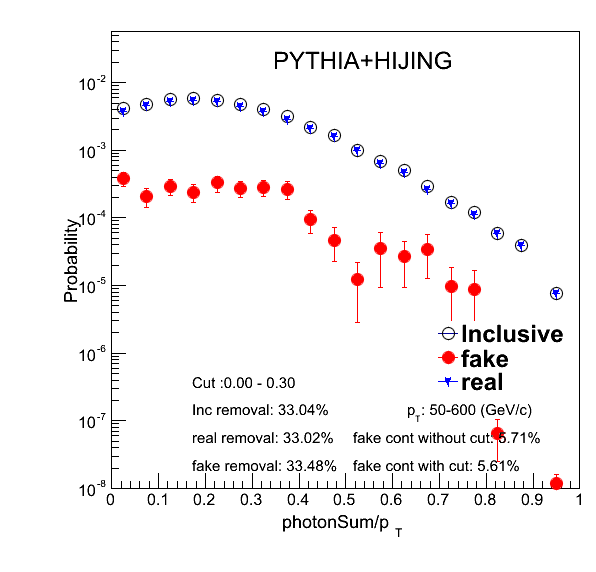 PYTHIA+HIJING
Probability
10-2
10-3
10-4
10-5
10-6
10-7
10-8
Inclusive
fake
real
Cut :0.00 - 0.30
Inc removal: 33.04%
pT: 50-600 (GeV/c)
real removal: 33.02%
fake cont without cut: 5.71%
fake removal: 33.48%
fake cont with cut: 5.61%
0 0.1 0.2 0.3 0.4 0.5 0.6 0.7 0.8 0.9 1
photonSum/p T